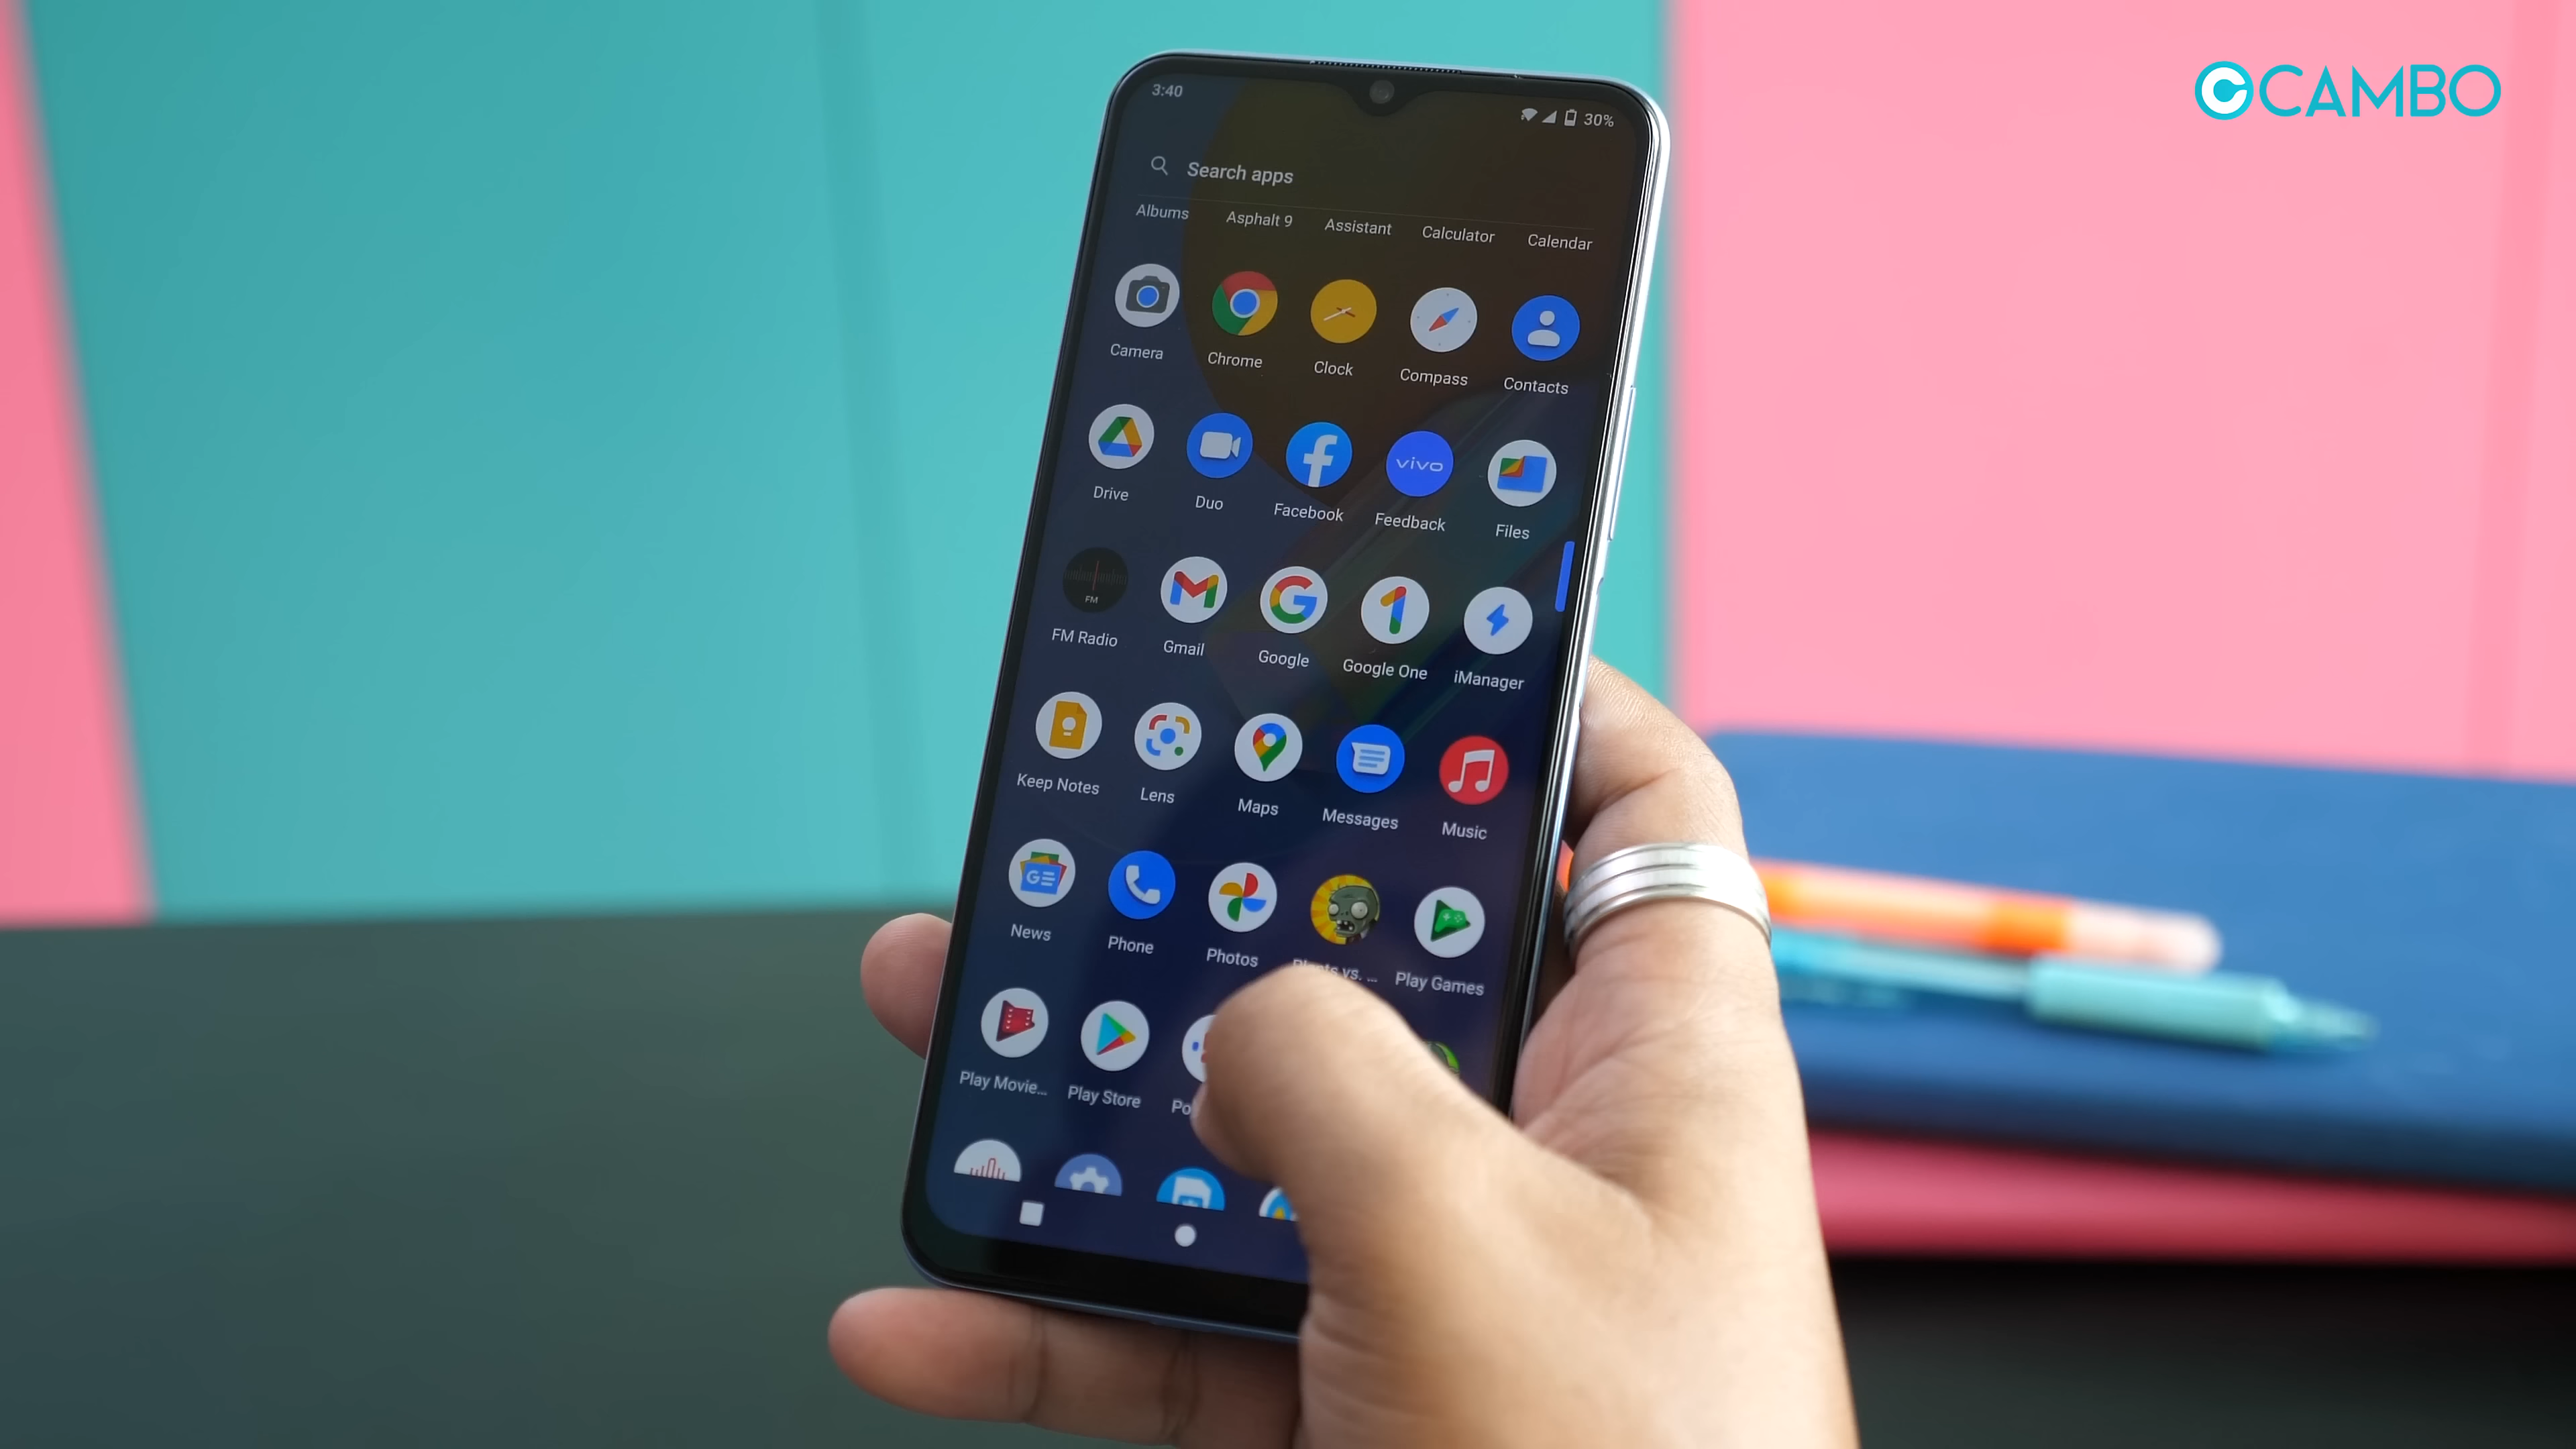 CAMBO
3:40
30%
Search apps
Albums Asphalt 9 Assistant Calculator Calendar
Camera Chrome Clock Compass Contacts
vivo
Drive Duo Facebook Feedback Files
FM
FM Radio Gmail Google Google One iManager
Keep Notes Lens Maps Messages Music
GE
News Phone Photos vs. ... Play Games
Play Movie... Play Store